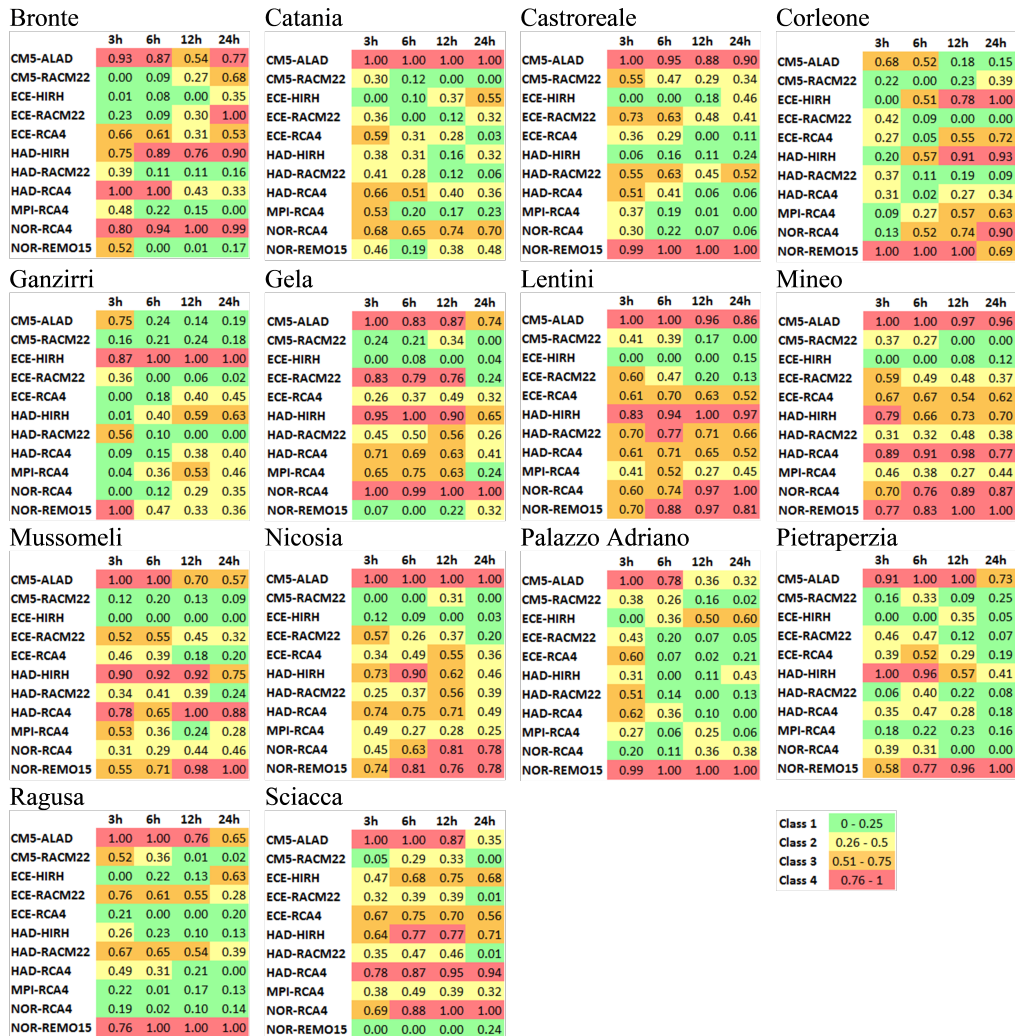 Bronte
3h 6h 12h 24h
CM5-ALAD 0.93 0.87 0.54 0.77
CM5-RACM22 0.00 0.09 0.27 0.68
ECE-HIRH 0.01 0.08 0.00 0.35
ECE-RACM22 0.23 0.09 0.30 1.00
ECE-RCA4 0.66 0.61 0.31 0.53
HAD-HIRH 0.75 0.89 0.76 0.90
HAD-RACM22 0.39 0.11 0.11 0.16
HAD-RCA4 1.00 1.00 0.43 0.33
MPI-RCA4 0.48 0.22 0.15 0.00
NOR-RCA4 0.80 0.94 1.00 0.99
NOR-REMO15 0.52 0.00 0.01 0.17
Catania
3h 6h 12h 24h
CM5-ALAD 1.00 1.00 1.00 1.00
CM5-RACM22 0.30 0.12 0.00 0.00
ECE-HIRH 0.00 0.10 0.37 0.55
ECE-RACM22 0.36 0.00 0.12 0.32
ECE-RCA4 0.59 0.31 0.28 0.03
HAD-HIRH 0.38 0.31 0.16 0.32
HAD-RACM22 0.41 0.28 0.12 0.06
HAD-RCA4 0.66 0.51 0.40 0.36
MPI-RCA4 0.53 0.20 0.17 0.23
NOR-RCA4 0.68 0.65 0.74 0.70
NOR-REMO15 0.46 0.19 0.38 0.48
Castroreale
3h 6h 12h 24h
CM5-ALAD 1.00 0.95 0.88 0.90
CM5-RACM22 0.55 0.47 0.29 0.34
ECE-HIRH 0.00 0.00 0.18 0.46
ECE-RACM22 0.73 0.63 0.48 0.41
ECE-RCA4 0.36 0.29 0.00 0.11
HAD-HIRH 0.06 0.16 0.11 0.24
HAD-RACM22 0.55 0.63 0.45 0.52
HAD-RCA4 0.51 0.41 0.06 0.06
MPI-RCA4 0.37 0.19 0.01 0.00
NOR-RCA4 0.30 0.22 0.07 0.06
NOR-REMO15 0.99 1.00 1.00 1.00
Corleone
3h 6h 12h 24h
CM5-ALAD 0.68 0.52 0.18 0.15
CM5-RACM22 0.22 0.00 0.23 0.39
ECE-HIRH 0.00 0.51 0.78 1.00
ECE-RACM22 0.42 0.09 0.00 0.00
ECE-RCA4 0.27 0.05 0.55 0.72
HAD-HIRH 0.20 0.57 0.91 0.93
HAD-RACM22 0.37 0.11 0.19 0.09
HAD-RCA4 0.31 0.02 0.27 0.34
MPI-RCA4 0.09 0.27 0.57 0.63
NOR-RCA4 0.13 0.52 0.74 0.90
NOR-REMO15 1.00 1.00 1.00 0.69
Ganzirri
3h 6h 12h 24h
CM5-ALAD 0.75 0.24 0.14 0.19
CM5-RACM22 0.16 0.21 0.24 0.18
ECE-HIRH 0.87 1.00 1.00 1.00
ECE-RACM22 0.36 0.00 0.06 0.02
ECE-RCA4 0.00 0.18 0.40 0.45
HAD-HIRH 0.01 0.40 0.59 0.63
HAD-RACM22 0.56 0.10 0.00 0.00
HAD-RCA4 0.09 0.15 0.38 0.40
MPI-RCA4 0.04 0.36 0.53 0.46
NOR-RCA4 0.00 0.12 0.29 0.35
NOR-REMO15 1.00 0.47 0.33 0.36
Gela
3h 6h 12h 24h
CM5-ALAD 1.00 0.83 0.87 0.74
CM5-RACM22 0.24 0.21 0.34 0.00
ECE-HIRH 0.00 0.08 0.00 0.04
ECE-RACM22 0.83 0.79 0.76 0.24
ECE-RCA4 0.26 0.37 0.49 0.32
HAD-HIRH 0.95 1.00 0.90 0.65
HAD-RACM22 0.45 0.50 0.56 0.26
HAD-RCA4 0.71 0.69 0.63 0.41
MPI-RCA4 0.65 0.75 0.63 0.24
NOR-RCA4 1.00 0.99 1.00 1.00
NOR-REMO15 0.07 0.00 0.22 0.32
Lentini
3h 6h 12h 24h
CM5-ALAD 1.00 1.00 0.96 0.86
CM5-RACM22 0.41 0.39 0.17 0.00
ECE-HIRH 0.00 0.00 0.00 0.15
ECE-RACM22 0.60 0.47 0.20 0.13
ECE-RCA4 0.61 0.70 0.63 0.52
HAD-HIRH 0.83 0.94 1.00 0.97
HAD-RACM22 0.70 0.77 0.71 0.66
HAD-RCA4 0.61 0.71 0.65 0.52
MPI-RCA4 0.41 0.52 0.27 0.45
NOR-RCA4 0.60 0.74 0.97 1.00
NOR-REMO15 0.70 0.88 0.97 0.81
Mineo
3h 6h 12h 24h
CM5-ALAD 1.00 1.00 0.97 0.96
CM5-RACM22 0.37 0.27 0.00 0.00
ECE-HIRH 0.00 0.00 0.08 0.12
ECE-RACM22 0.59 0.49 0.48 0.37
ECE-RCA4 0.67 0.67 0.54 0.62
HAD-HIRH 0.79 0.66 0.73 0.70
HAD-RACM22 0.31 0.32 0.48 0.38
HAD-RCA4 0.89 0.91 0.98 0.77
MPI-RCA4 0.46 0.38 0.27 0.44
NOR-RCA4 0.70 0.76 0.89 0.87
NOR-REMO15 0.77 0.83 1.00 1.00
Mussomeli
3h 6h 12h 24h
CM5-ALAD 1.00 1.00 0.70 0.57
CM5-RACM22 0.12 0.20 0.13 0.09
ECE-HIRH 0.00 0.00 0.00 0.00
ECE-RACM22 0.52 0.55 0.45 0.32
ECE-RCA4 0.46 0.39 0.18 0.20
HAD-HIRH 0.90 0.92 0.92 0.75
HAD-RACM22 0.34 0.41 0.39 0.24
HAD-RCA4 0.78 0.65 1.00 0.88
MPI-RCA4 0.53 0.36 0.24 0.28
NOR-RCA4 0.31 0.29 0.44 0.46
NOR-REMO15 0.55 0.71 0.98 1.00
Nicosia
3h 6h 12h 24h
CM5-ALAD 1.00 1.00 1.00 1.00
CM5-RACM22 0.00 0.00 0.31 0.00
ECE-HIRH 0.12 0.09 0.00 0.03
ECE-RACM22 0.57 0.26 0.37 0.20
ECE-RCA4 0.34 0.49 0.55 0.36
HAD-HIRH 0.73 0.90 0.62 0.46
HAD-RACM22 0.25 0.37 0.56 0.39
HAD-RCA4 0.74 0.75 0.71 0.49
MPI-RCA4 0.49 0.27 0.28 0.25
NOR-RCA4 0.45 0.63 0.81 0.78
NOR-REMO15 0.74 0.81 0.76 0.78
Palazzo Adriano
3h 6h 12h 24h
CM5-ALAD 1.00 0.78 0.36 0.32
CM5-RACM22 0.38 0.26 0.16 0.02
ECE-HIRH 0.00 0.36 0.50 0.60
ECE-RACM22 0.43 0.20 0.07 0.05
ECE-RCA4 0.60 0.07 0.02 0.21
HAD-HIRH 0.31 0.00 0.11 0.43
HAD-RACM22 0.51 0.14 0.00 0.13
HAD-RCA4 0.62 0.36 0.10 0.00
MPI-RCA4 0.27 0.06 0.25 0.06
NOR-RCA4 0.20 0.11 0.36 0.38
NOR-REMO15 0.99 1.00 1.00 1.00
Pietraperzia
3h 6h 12h 24h
CM5-ALAD 0.91 1.00 1.00 0.73
CM5-RACM22 0.16 0.33 0.09 0.25
ECE-HIRH 0.00 0.00 0.35 0.05
ECE-RACM22 0.46 0.47 0.12 0.07
ECE-RCA4 0.39 0.52 0.29 0.19
HAD-HIRH 1.00 0.96 0.57 0.41
HAD-RACM22 0.06 0.40 0.22 0.08
HAD-RCA4 0.35 0.47 0.28 0.18
MPI-RCA4 0.18 0.22 0.23 0.16
NOR-RCA4 0.39 0.31 0.00 0.00
NOR-REMO15 0.58 0.77 0.96 1.00
Ragusa
3h 6h 12h 24h
CM5-ALAD 1.00 1.00 0.76 0.65
CM5-RACM22 0.52 0.36 0.01 0.02
ECE-HIRH 0.00 0.22 0.13 0.63
ECE-RACM22 0.76 0.61 0.55 0.28
ECE-RCA4 0.21 0.00 0.00 0.20
HAD-HIRH 0.26 0.23 0.10 0.13
HAD-RACM22 0.67 0.65 0.54 0.39
HAD-RCA4 0.49 0.31 0.21 0.00
MPI-RCA4 0.22 0.01 0.17 0.13
NOR-RCA4 0.19 0.02 0.10 0.14
NOR-REMO15 0.76 1.00 1.00 1.00
Sciacca
3h 6h 12h 24h
CM5-ALAD 1.00 1.00 0.87 0.35
CM5-RACM22 0.05 0.29 0.33 0.00
ECE-HIRH 0.47 0.68 0.75 0.68
ECE-RACM22 0.32 0.39 0.39 0.01
ECE-RCA4 0.67 0.75 0.70 0.56
HAD-HIRH 0.64 0.77 0.77 0.71
HAD-RACM22 0.35 0.47 0.46 0.01
HAD-RCA4 0.78 0.87 0.95 0.94
MPI-RCA4 0.38 0.49 0.39 0.32
NOR-RCA4 0.69 0.88 1.00 1.00
NOR-REMO15 0.00 0.00 0.00 0.24
Class 1 0 - 0.25
Class 2 0.26 - 0.5
Class 3 0.51 - 0.75
Class 4 0.76 - 1